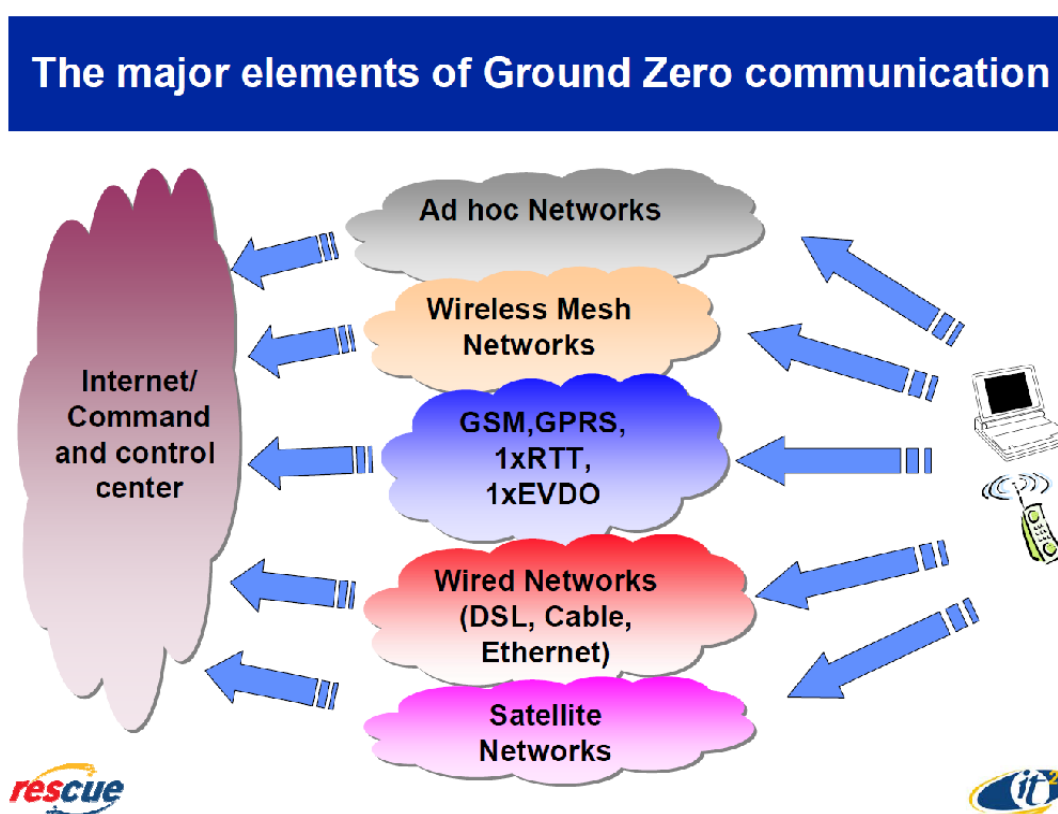 The major elements of Ground Zero communication
Ad hoc Networks
Wireless Mesh
Networks
Internet/
Command
and control
center
GSM,GPRS,
1xRTT,
1xEVDO
Wired Networks
(DSL, Cable,
Ethernet)
Satellite
Networks
rescue
it2